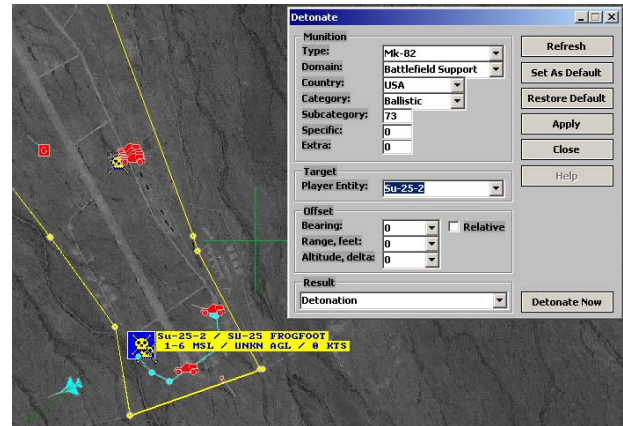 Detonate
Munition
Type: Mk-82
Domain: Battlefield Support
Country: USA
Category: Ballistic
Subcategory: 73
Specific: 0
Extra: 0
Target
Player Entity: Su-25-2
Offset
Bearing: 0 Relative
Range, feet: 0
Altitude, delta: 0
Result
Detonation
Refresh
Set As Default
Restore Default
Apply
Close
Help
Detonate Now
G
Su-25-2 / SU-25 FROGFOOT
1-6 MSL / UNKN AGL / 0 KTS